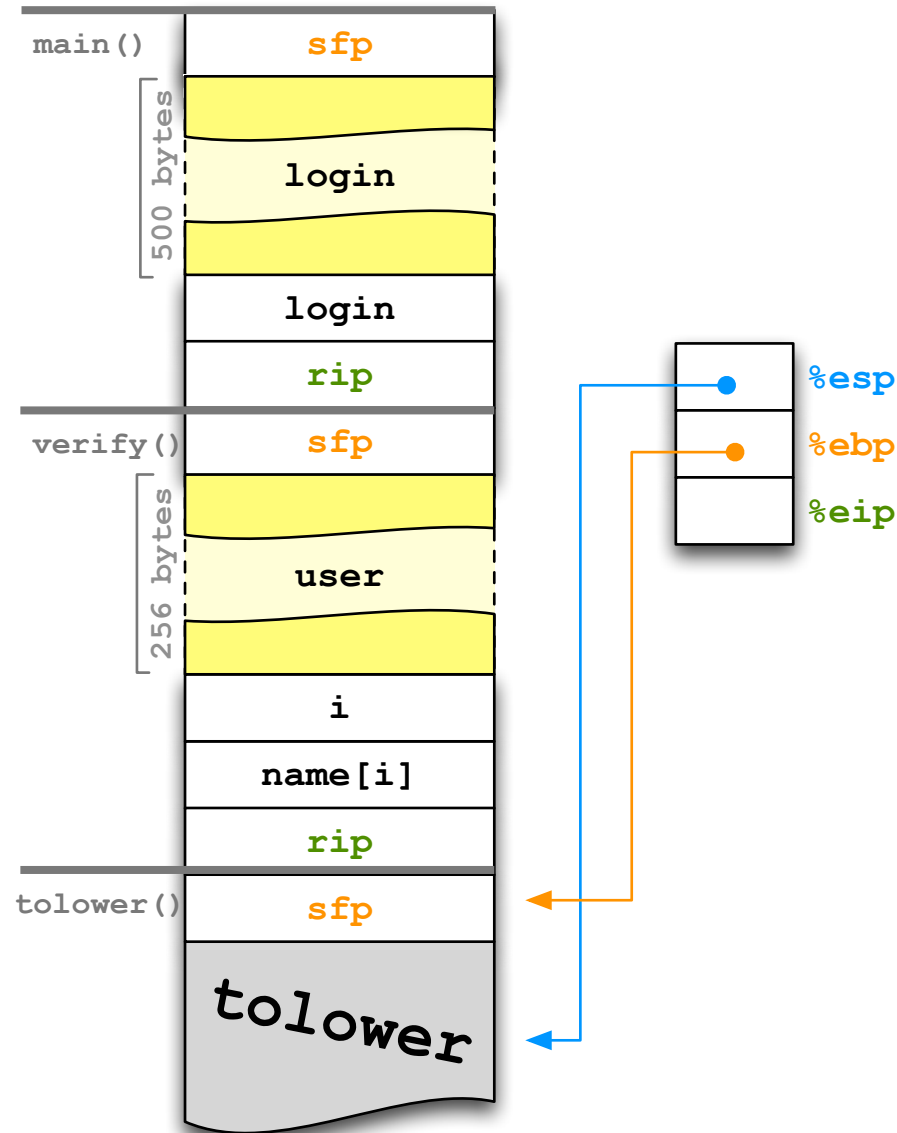 main()
sfp
500 bytes
login
login
rip
verify()
sfp
256 bytes
user
i
name[i]
rip
tolower()
sfp
tolower
%esp
%ebp
%eip